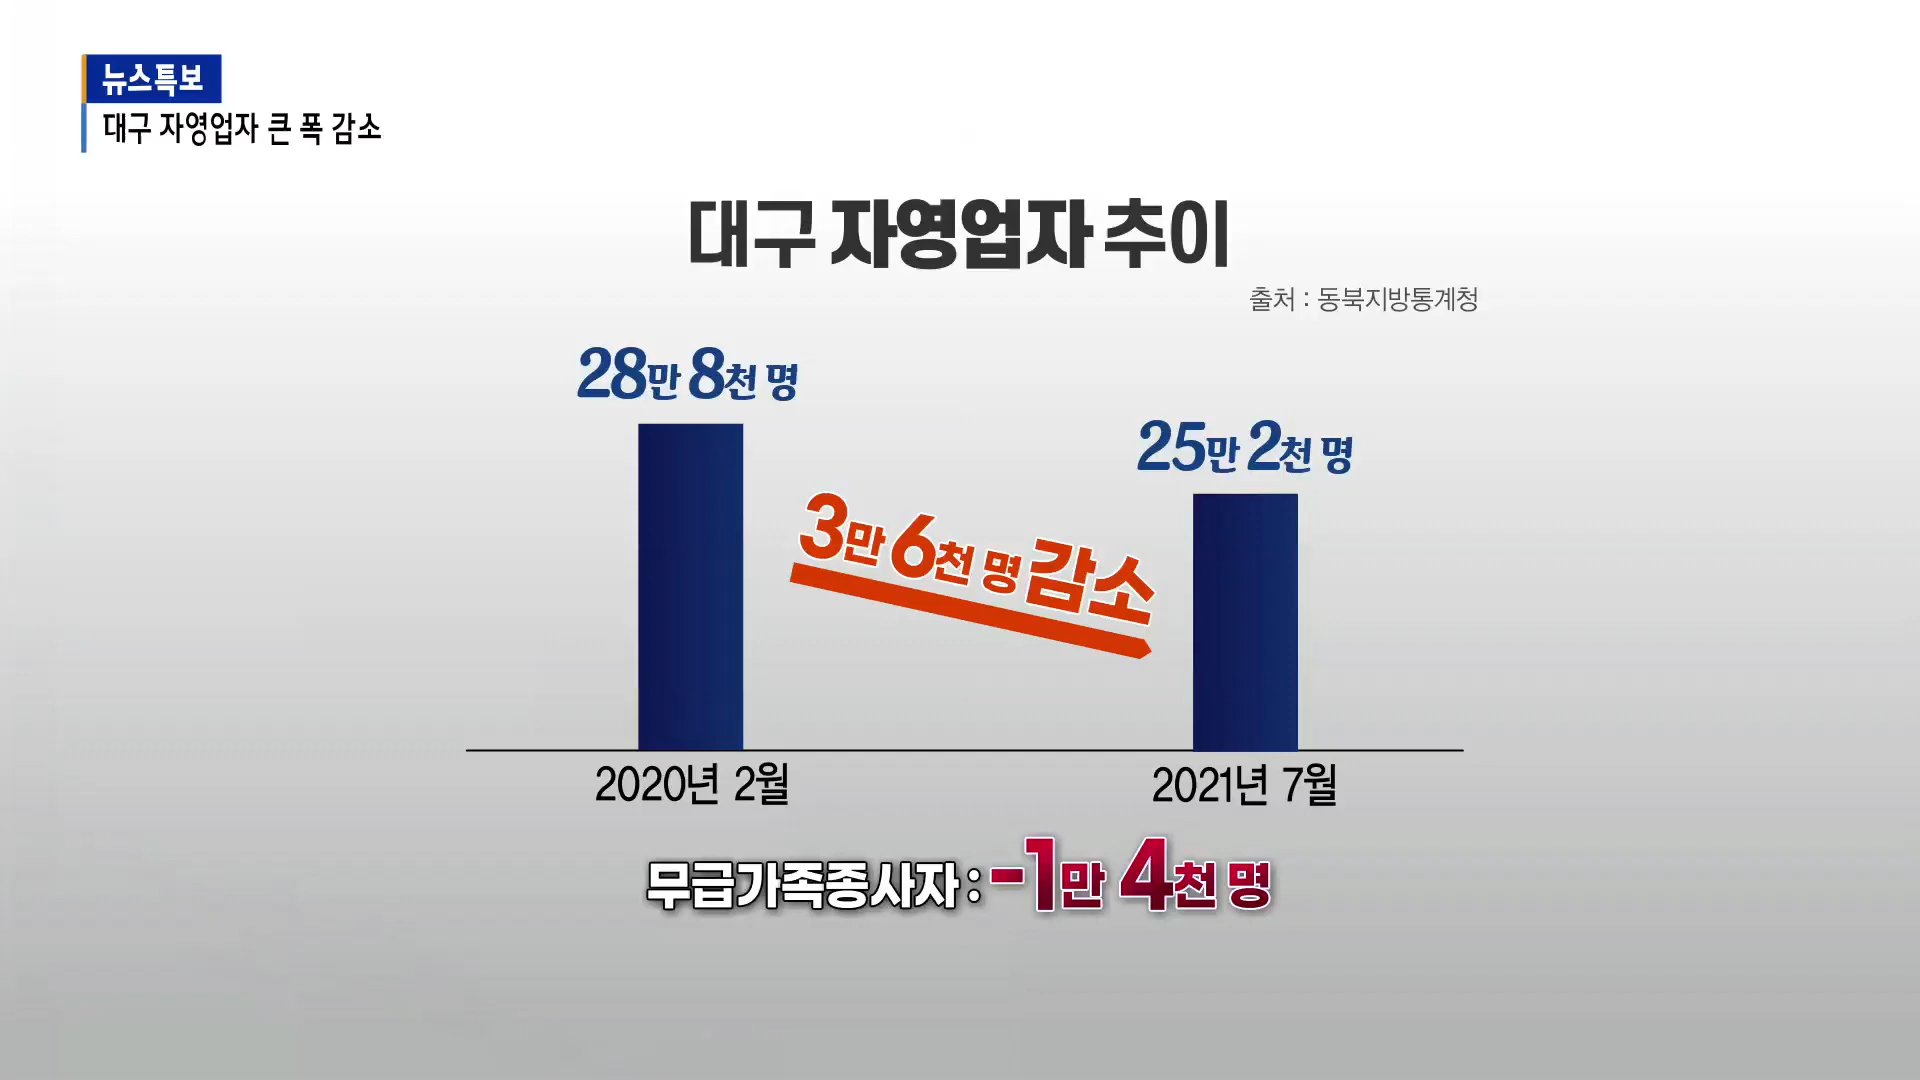 뉴스특보
대구 자영업자 큰 폭 감소
대구 자영업자 추이
출처 : 동북지방통계청
28만 8천 명
25만 2천 명
3만 6천 명 감소
2020년 2월
2021년 7월
무급가족종사자 : -1만 4천 명